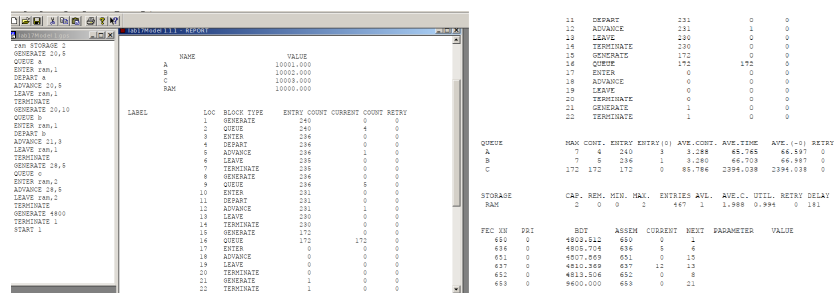 lab17Model 1.1.1 - REPORT
ram STORAGE 2
GENERATE 20,5
QUEUE a
ENTER ram,1
DEPART a
ADVANCE 20,5
LEAVE ram,1
TERMINATE
GENERATE 20,10
QUEUE b
ENTER ram,1
DEPART b
ADVANCE 21,3
LEAVE ram,1
TERMINATE
GENERATE 28,5
QUEUE c
ENTER ram,2
DEPART c
ADVANCE 28,5
LEAVE ram,2
TERMINATE
GENERATE 4800
TERMINATE 1
START 1
NAME VALUE
A 10001.000
B 10002.000
C 10003.000
RAM 10000.000
LABEL LOC BLOCK TYPE ENTRY COUNT CURRENT COUNT RETRY
1 GENERATE 240 0 0
2 QUEUE 240 4 0
3 ENTER 236 0 0
4 DEPART 236 0 0
5 ADVANCE 236 1 0
6 LEAVE 235 0 0
7 TERMINATE 235 0 0
8 GENERATE 236 0 0
9 QUEUE 236 5 0
10 ENTER 231 0 0
11 DEPART 231 0 0
12 ADVANCE 231 1 0
13 LEAVE 230 0 0
14 TERMINATE 230 0 0
15 GENERATE 172 0 0
16 QUEUE 172 172 0
17 ENTER 0 0 0
18 ADVANCE 0 0 0
19 LEAVE 0 0 0
20 TERMINATE 0 0 0
21 GENERATE 1 0 0
22 TERMINATE 1 0 0
11 DEPART 231 0 0
12 ADVANCE 231 1 0
13 LEAVE 230 0 0
14 TERMINATE 230 0 0
15 GENERATE 172 0 0
16 QUEUE 172 172 0
17 ENTER 0 0 0
18 ADVANCE 0 0 0
19 LEAVE 0 0 0
20 TERMINATE 0 0 0
21 GENERATE 1 0 0
22 TERMINATE 1 0 0
QUEUE MAX CONT. ENTRY ENTRY(0) AVE.CONT. AVE.TIME AVE.(-0) RETRY
A 7 4 240 3 3.288 65.765 66.597 0
B 7 5 236 1 3.280 66.703 66.987 0
C 172 172 172 0 85.786 2394.038 2394.038 0
STORAGE CAP. REM. MIN. MAX. ENTRIES AVL. AVE.C. UTIL. RETRY DELAY
RAM 2 0 0 2 467 1 1.988 0.994 0 181
FEC XN PRI BDT ASSEM CURRENT NEXT PARAMETER VALUE
650 0 4803.512 650 0 1
636 0 4805.704 636 5 6
651 0 4807.869 651 0 15
637 0 4810.369 637 12 13
652 0 4813.506 652 0 8
653 0 9600.000 653 0 21